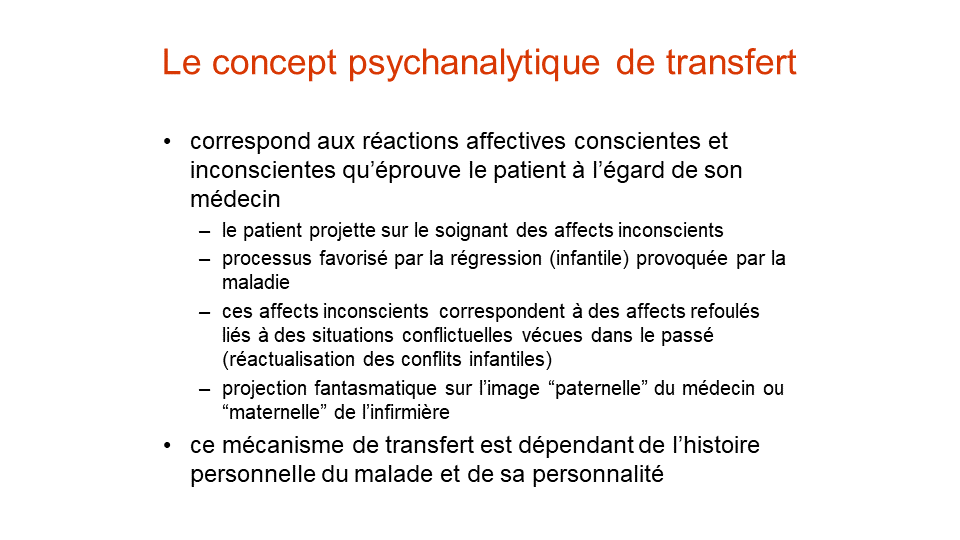 Le concept psychanalytique de transfert
• correspond aux réactions affectives conscientes et
inconscientes qu’éprouve le patient à l’égard de son
médecin
– le patient projette sur le soignant des affects inconscients
– processus favorisé par la régression (infantile) provoquée par la
maladie
– ces affects inconscients correspondent à des affects refoulés
liés à des situations conflictuelles vécues dans le passé
(réactualisation des conflits infantiles)
– projection fantasmatique sur l’image “paternelle” du médecin ou
“maternelle” de l’infirmière
• ce mécanisme de transfert est dépendant de l’histoire
personnelle du malade et de sa personnalité